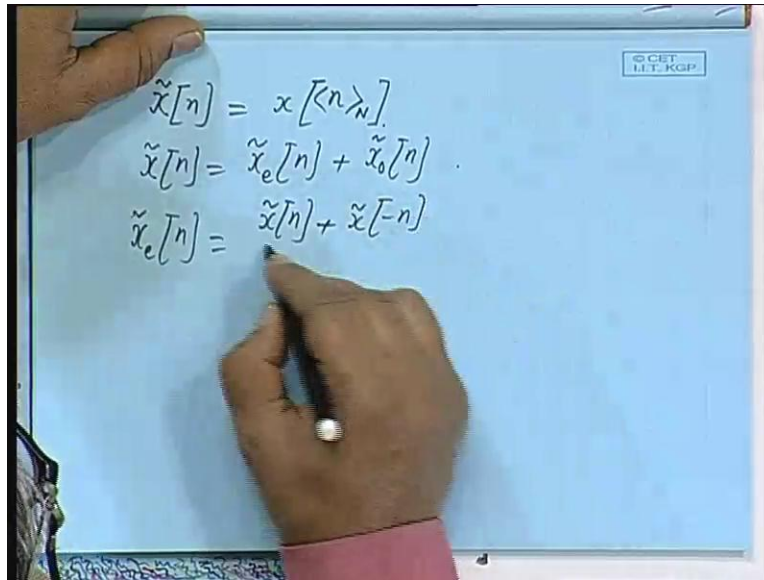 © CET
I.I.T. KGP
x̃[n] = x[<n>_N].
x̃[n] = x̃_e[n] + x̃_o[n].
x̃_e[n] = x̃[n] + x̃[-n]